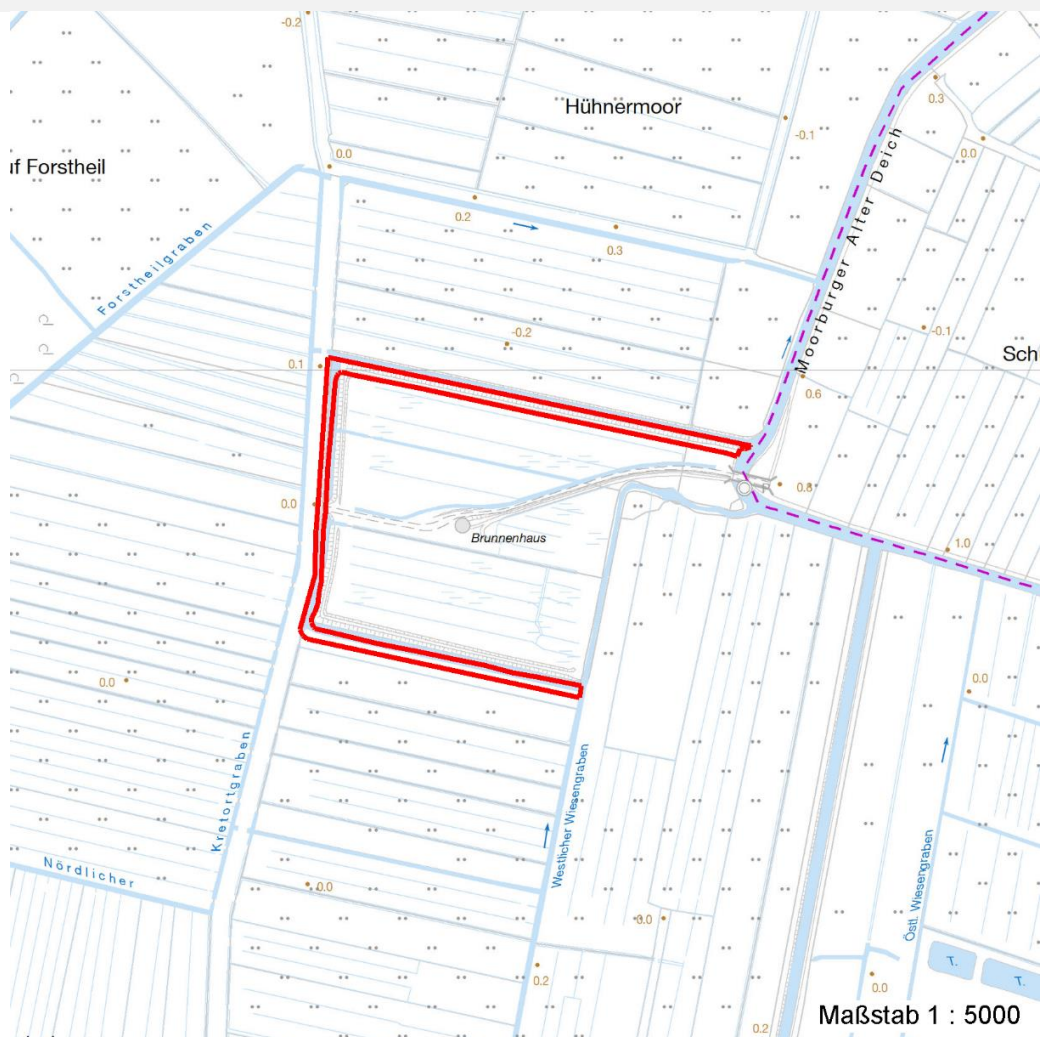 -0.2
0.3
Hühnermoor
-0.1
0.0
0.0
uf Forstheil
Moorburger Alter Deich
0.2
0.3
Forstheilgraben
-0.1
-0.2
Sch
0.1
0.6
0.0
0.8
Brunnenhaus
1.0
0.0
0.0
Kretortgraben
Westlicher Wiesengraben
Nördlicher
0.0
-0.0
Östl. Wiesengraben
T.
T.
0.2
0.0
0.2
Maßstab 1 : 5000